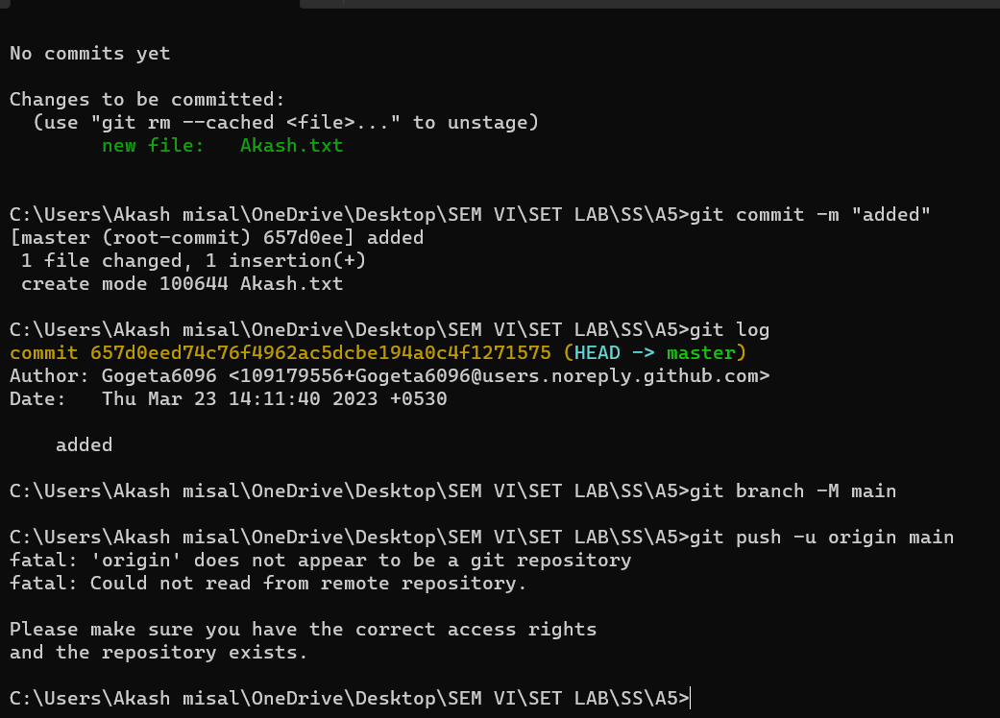 No commits yet
Changes to be committed:
(use "git rm --cached <file>..." to unstage)
new file:   Akash.txt
C:\Users\Akash misal\OneDrive\Desktop\SEM VI\SET LAB\SS\A5>git commit -m "added"
[master (root-commit) 657d0ee] added
1 file changed, 1 insertion(+)
create mode 100644 Akash.txt
C:\Users\Akash misal\OneDrive\Desktop\SEM VI\SET LAB\SS\A5>git log
commit 657d0eed74c76f4962ac5dcbe194a0c4f1271575 (HEAD -> master)
Author: Gogeta6096 <109179556+Gogeta6096@users.noreply.github.com>
Date:   Thu Mar 23 14:11:40 2023 +0530
added
C:\Users\Akash misal\OneDrive\Desktop\SEM VI\SET LAB\SS\A5>git branch -M main
C:\Users\Akash misal\OneDrive\Desktop\SEM VI\SET LAB\SS\A5>git push -u origin main
fatal: 'origin' does not appear to be a git repository
fatal: Could not read from remote repository.
Please make sure you have the correct access rights
and the repository exists.
C:\Users\Akash misal\OneDrive\Desktop\SEM VI\SET LAB\SS\A5>